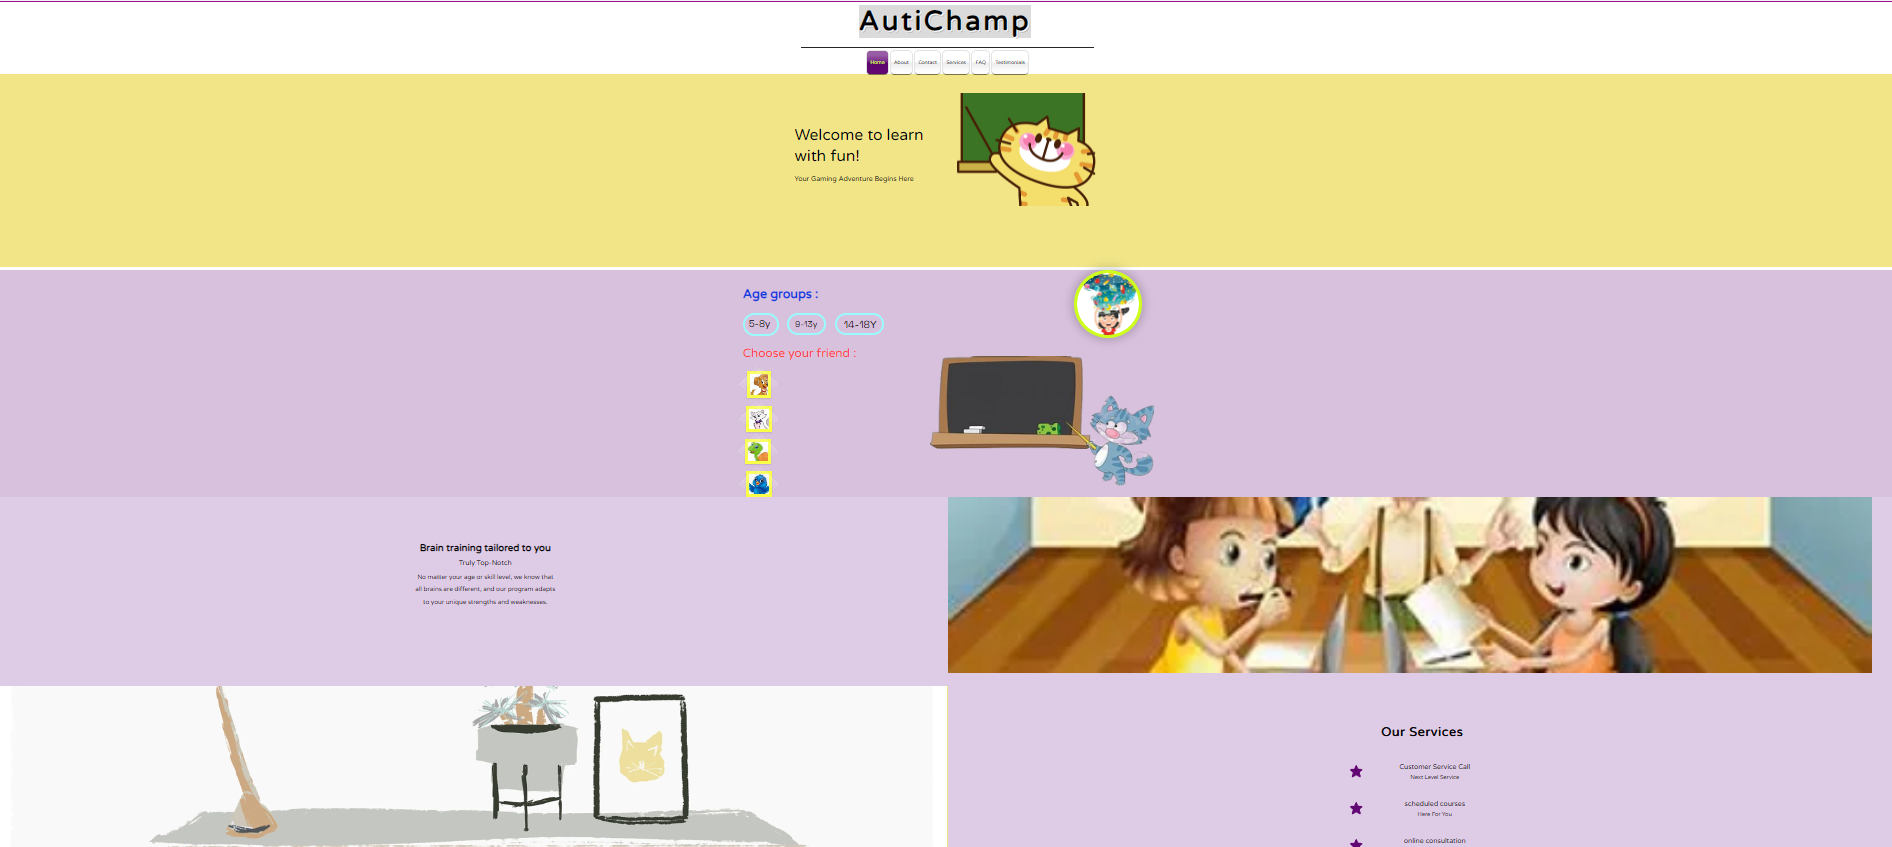 AutiChamp
Home About Contact Services FAQ Testimonials
Welcome to learn
with fun!
Your Gaming Adventure Begins Here
Age groups :
5-8y 9-13y 14-18Y
Choose your friend :
Brain training tailored to you
Truly Top-Notch
No matter your age or skill level, we know that
all brains are different, and our program adapts
to your unique strengths and weaknesses.
Our Services
Customer Service Call
Next Level Service
scheduled courses
Here For You
online consultation